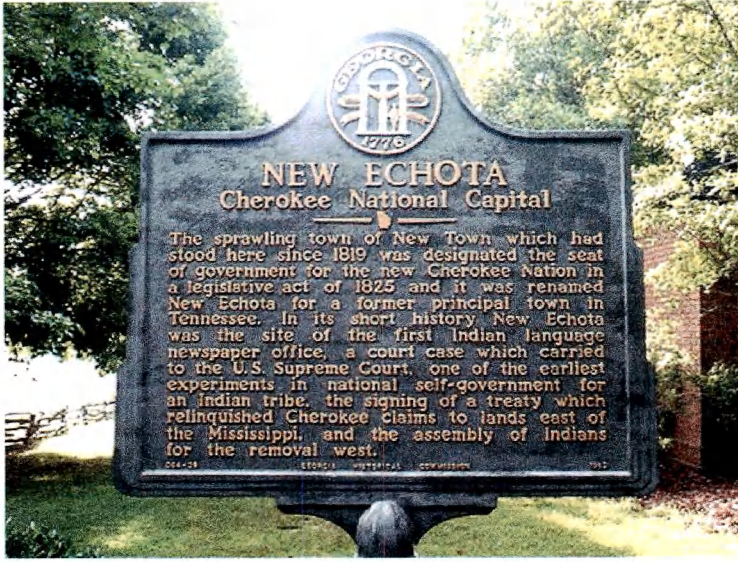 GEORGIA
1776
NEW ECHOTA
Cherokee National Capital
The sprawling town of New Town which had
stood here since 1819 was designated the seat
of government for the new Cherokee Nation in
a legislative act of 1825 and it was renamed
New Echota for a former principal town in
Tennessee. In its short history New Echota
was the site of the first Indian language
newspaper office, a court case which carried
to the U.S. Supreme Court, one of the earliest
experiments in national self-government for
an Indian tribe, the signing of a treaty which
relinquished Cherokee claims to lands east of
the Mississippi, and the assembly of Indians
for the removal west.
GEORGIA HISTORICAL COMMISSION